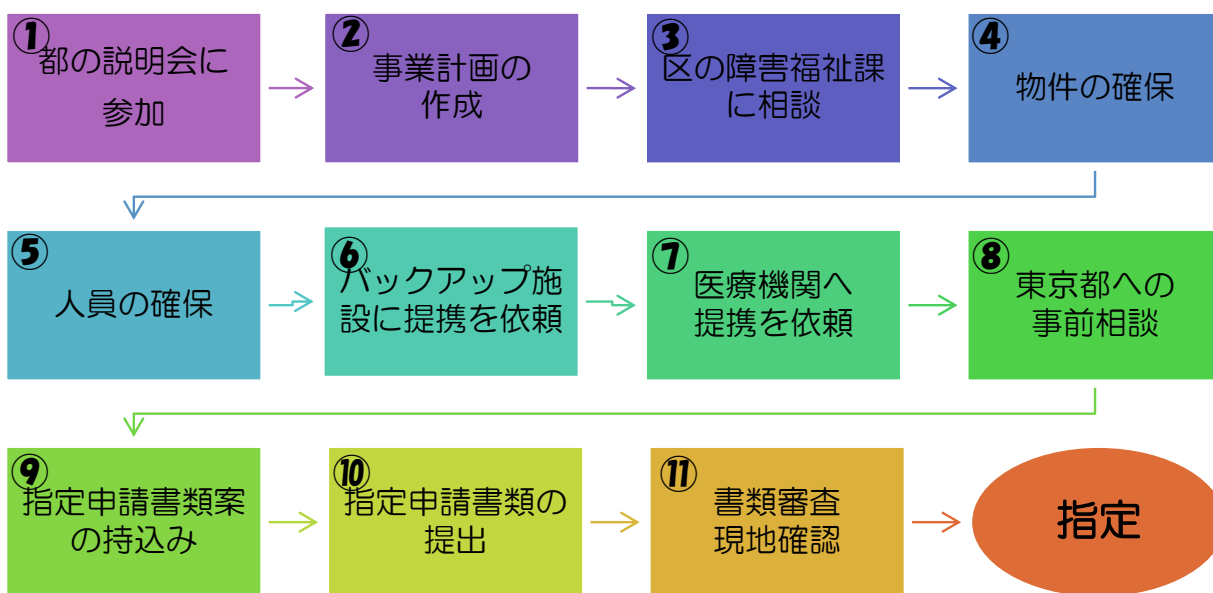 ①
都の説明会に
参加
②
事業計画の
作成
③
区の障害福祉課
に相談
④
物件の確保
⑤
人員の確保
⑥
バックアップ施
設に提携を依頼
⑦
医療機関へ
提携を依頼
⑧
東京都への
事前相談
⑨
指定申請書類案
の持込み
⑩
指定申請書類の
提出
⑪
書類審査
現地確認
指定